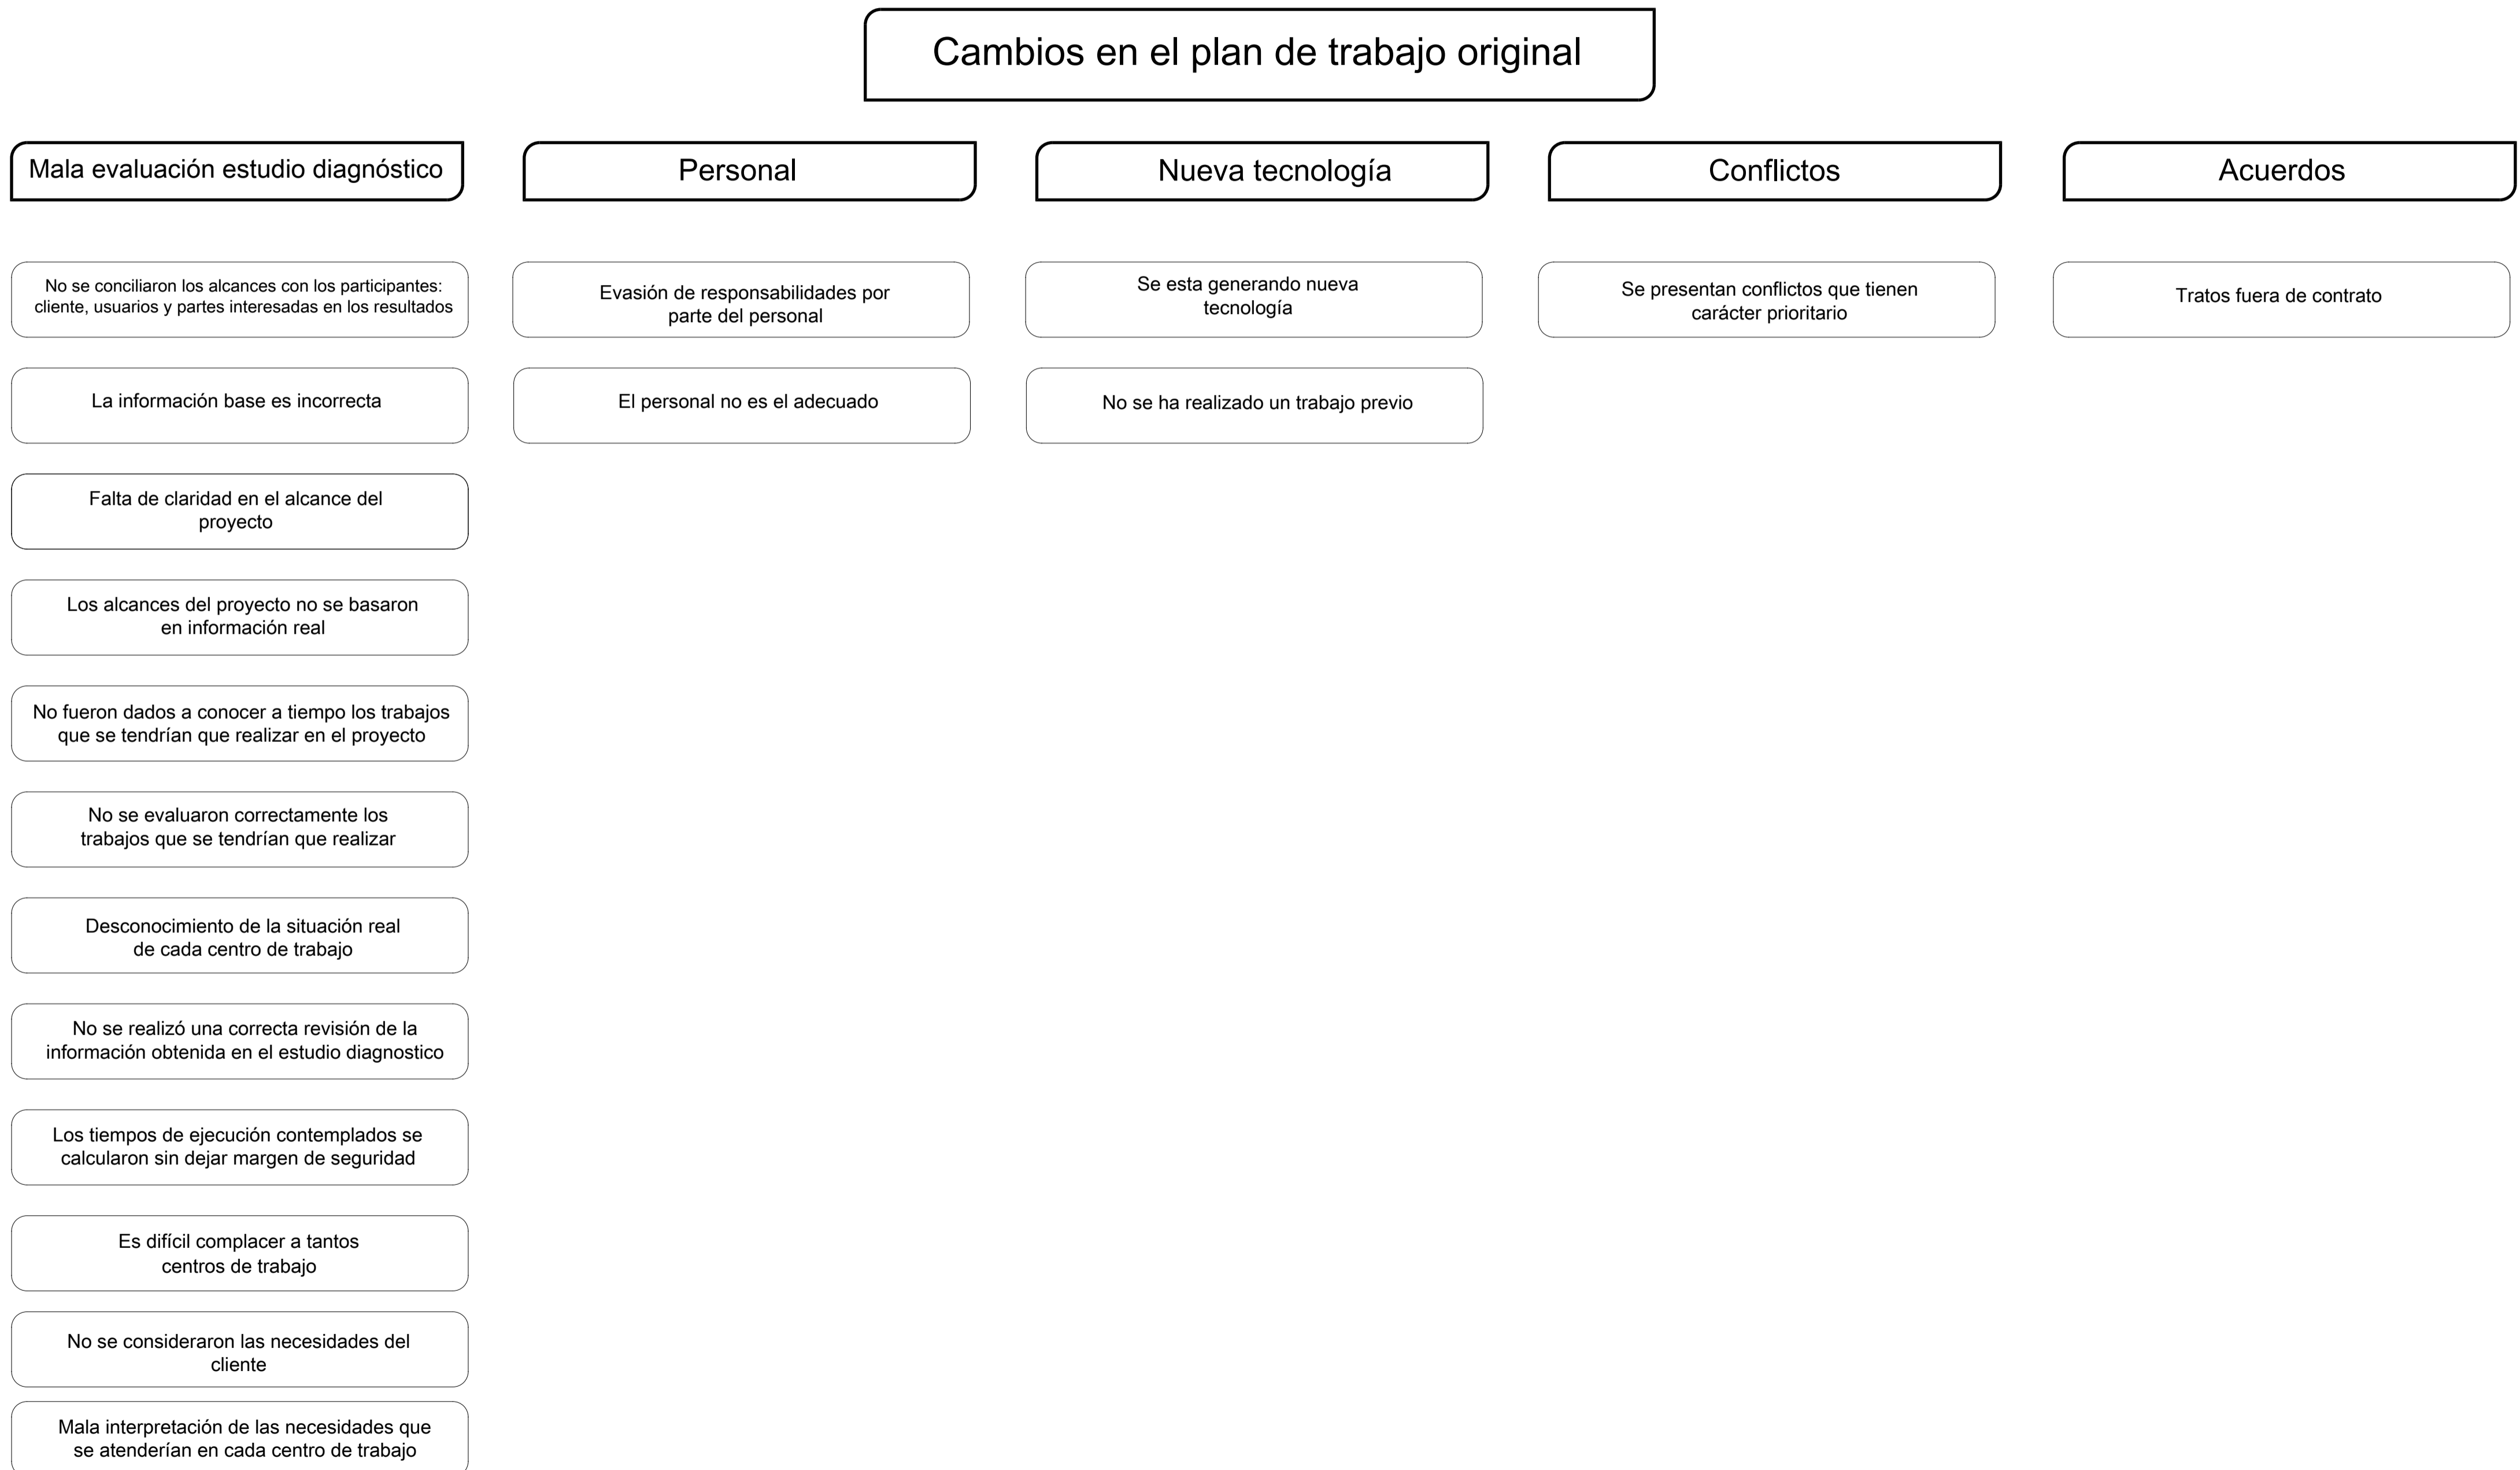 Cambios en el plan de trabajo original
Mala evaluación estudio diagnóstico
Personal
Nueva tecnología
Conflictos
Acuerdos
No se conciliaron los alcances con los participantes:
cliente, usuarios y partes interesadas en los resultados
Evasión de responsabilidades por
parte del personal
Se esta generando nueva
tecnología
Se presentan conflictos que tienen
carácter prioritario
Tratos fuera de contrato
La información base es incorrecta
El personal no es el adecuado
No se ha realizado un trabajo previo
Falta de claridad en el alcance del
proyecto
Los alcances del proyecto no se basaron
en información real
No fueron dados a conocer a tiempo los trabajos
que se tendrían que realizar en el proyecto
No se evaluaron correctamente los
trabajos que se tendrían que realizar
Desconocimiento de la situación real
de cada centro de trabajo
No se realizó una correcta revisión de la
información obtenida en el estudio diagnostico
Los tiempos de ejecución contemplados se
calcularon sin dejar margen de seguridad
Es difícil complacer a tantos
centros de trabajo
No se consideraron las necesidades del
cliente
Mala interpretación de las necesidades que
se atenderían en cada centro de trabajo